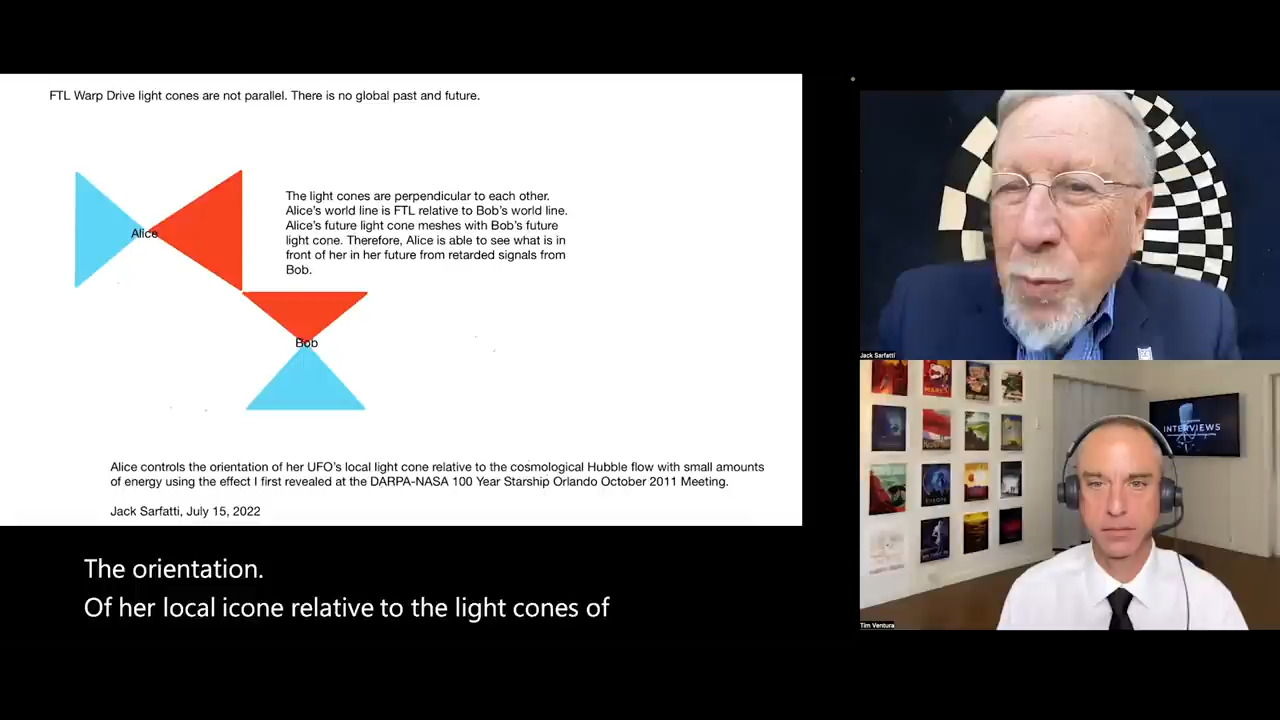 FTL Warp Drive light cones are not parallel. There is no global past and future.
Alice
The light cones are perpendicular to each other.
Alice's world line is FTL relative to Bob's world line.
Alice's future light cone meshes with Bob's future
light cone. Therefore, Alice is able to see what is in
front of her in her future from retarded signals from
Bob.
Bob
Alice controls the orientation of her UFO's local light cone relative to the cosmological Hubble flow with small amounts
of energy using the effect I first revealed at the DARPA-NASA 100 Year Starship Orlando October 2011 Meeting.
Jack Sarfatti, July 15, 2022
The orientation.
Of her local icone relative to the light cones of
Jack Sarfatti
INTERVIEWS
Tim Ventura